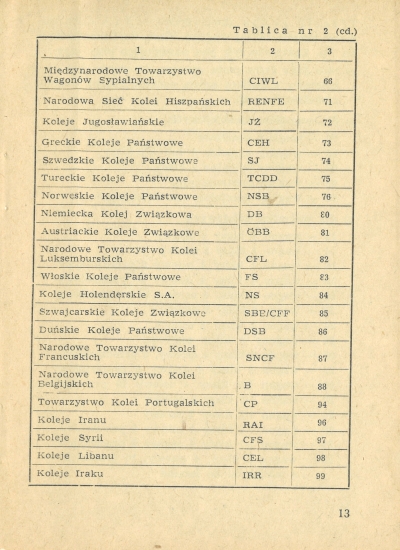 Tablica nr 2 (cd.)
1 2 3
Międzynarodowe Towarzystwo
Wagonów Sypialnych CIWL 66
Narodowa Sieć Kolei Hiszpańskich RENFE 71
Koleje Jugosławiańskie JŻ 72
Greckie Koleje Państwowe CEH 73
Szwedzkie Koleje Państwowe SJ 74
Tureckie Koleje Państwowe TCDD 75
Norweskie Koleje Państwowe NSB 76
Niemiecka Kolej Związkowa DB 80
Austriackie Koleje Związkowe ÖBB 81
Narodowe Towarzystwo Kolei
Luksemburskich CFL 82
Włoskie Koleje Państwowe FS 83
Koleje Holenderskie S.A. NS 84
Szwajcarskie Koleje Związkowe SBB/CFF 85
Duńskie Koleje Państwowe DSB 86
Narodowe Towarzystwo Kolei
Francuskich SNCF 87
Narodowe Towarzystwo Kolei
Belgijskich B 88
Towarzystwo Kolei Portugalskich CP 94
Koleje Iranu RAI 96
Koleje Syrii CFS 97
Koleje Libanu CEL 98
Koleje Iraku IRR 99
13